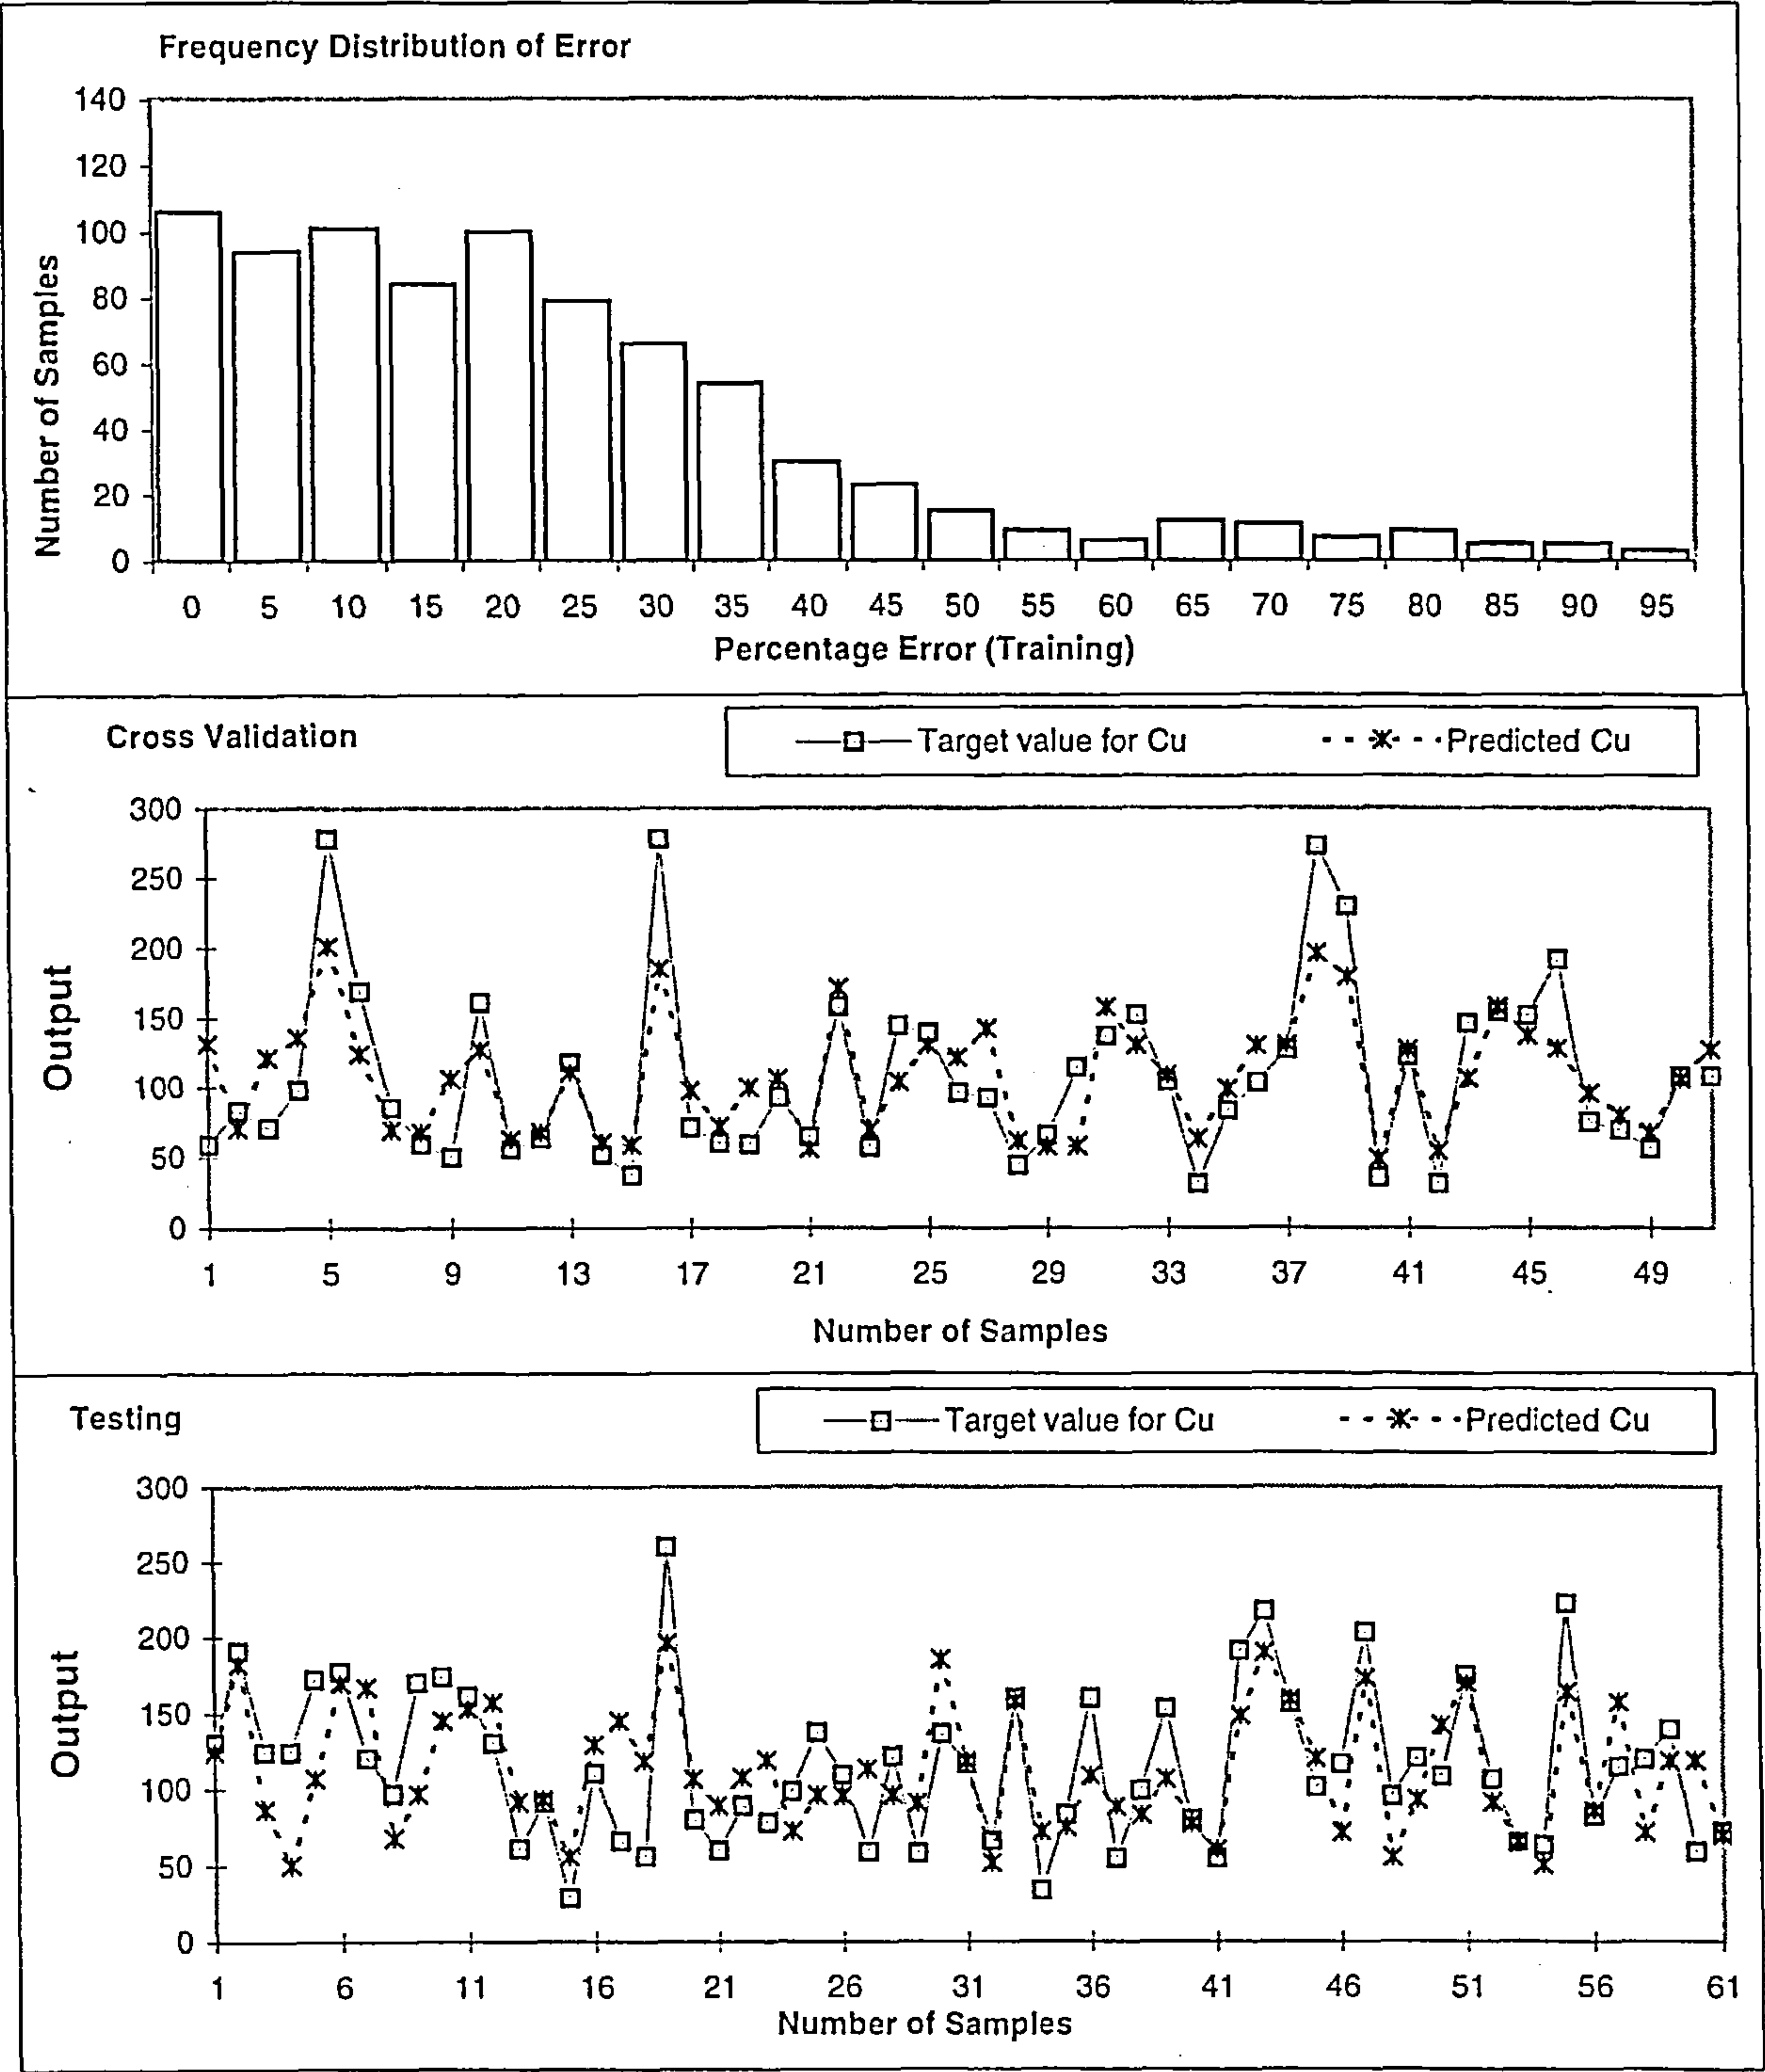 Frequency Distribution of Error
140
120
100
80
60
40
20
0
Number of Samples
0 5 10 15 20 25 30 35 40 45 50 55 60 65 70 75 80 85 90 95
Percentage Error (Training)
Cross Validation
Target value for Cu Predicted Cu
300
250
200
150
100
50
0
Output
1 5 9 13 17 21 25 29 33 37 41 45 49
Number of Samples
Testing
Target value for Cu Predicted Cu
300
250
200
150
100
50
0
Output
1 6 11 16 21 26 31 36 41 46 51 56 61
Number of Samples